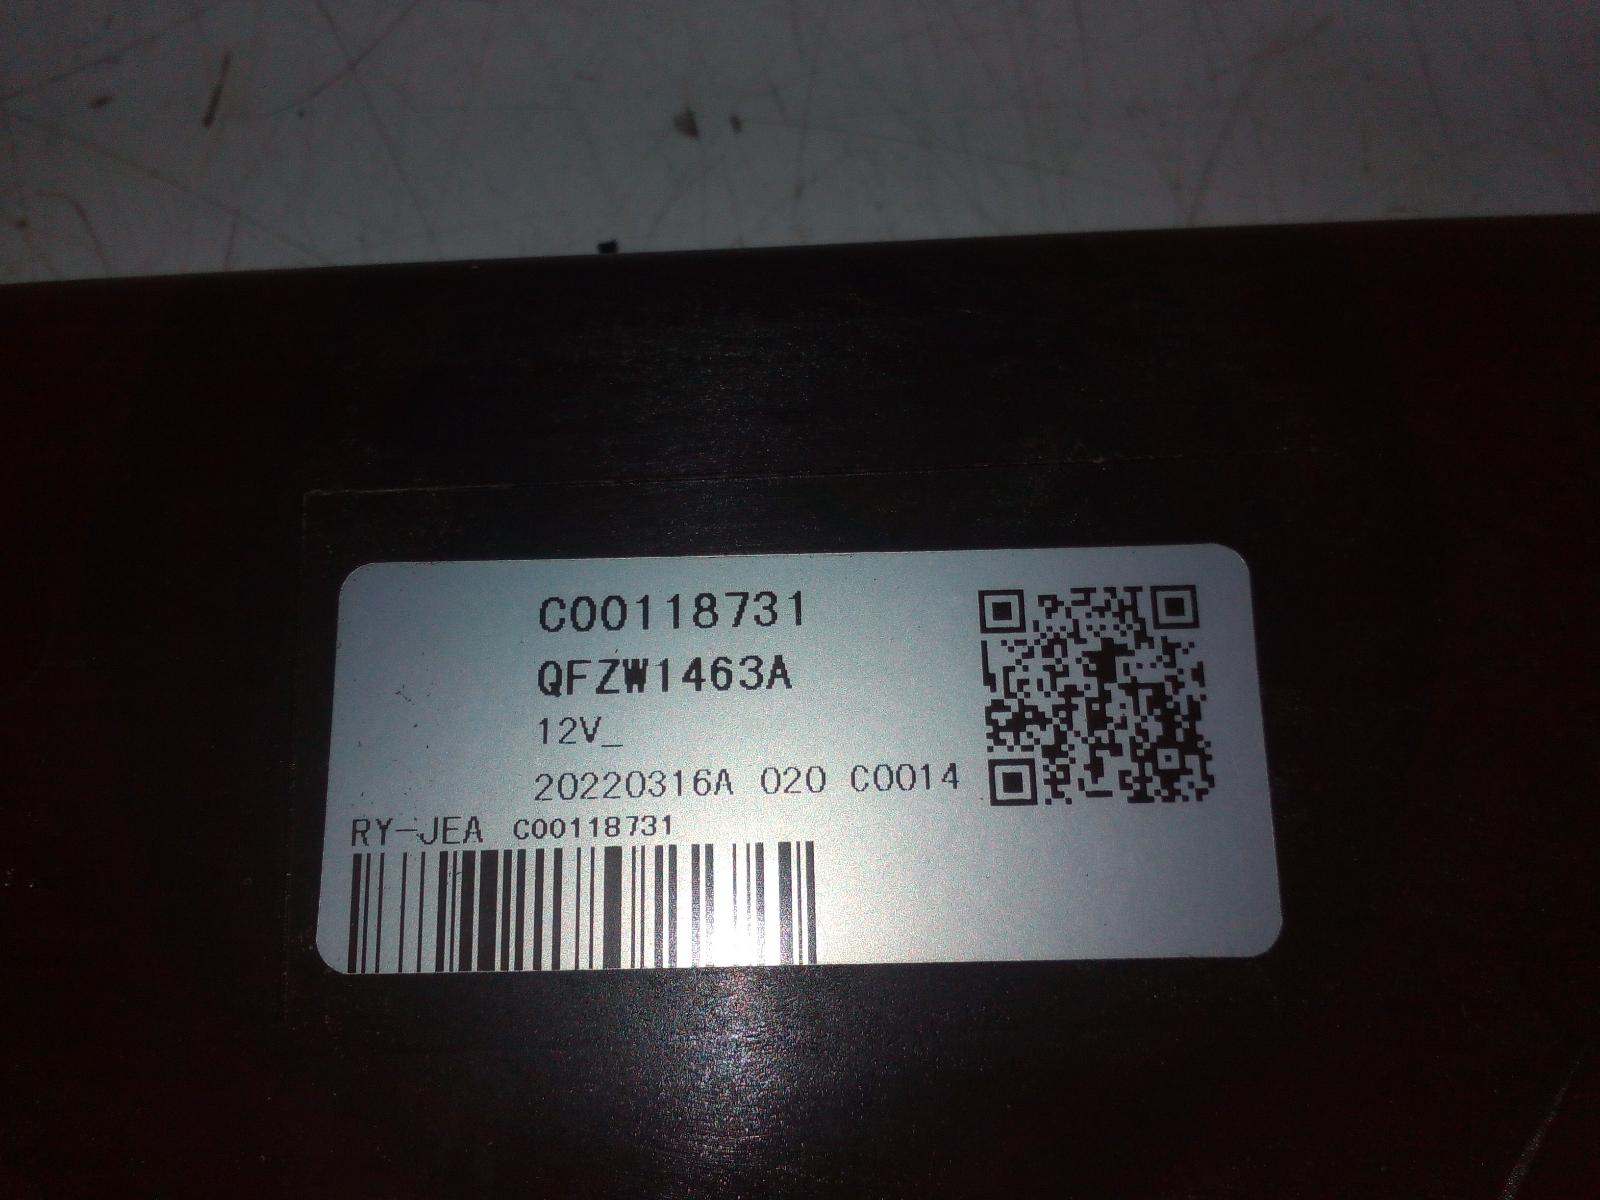 C00118731
QFZW1463A
12V_
20220316A 020 C0014
RY-JEA C00118731